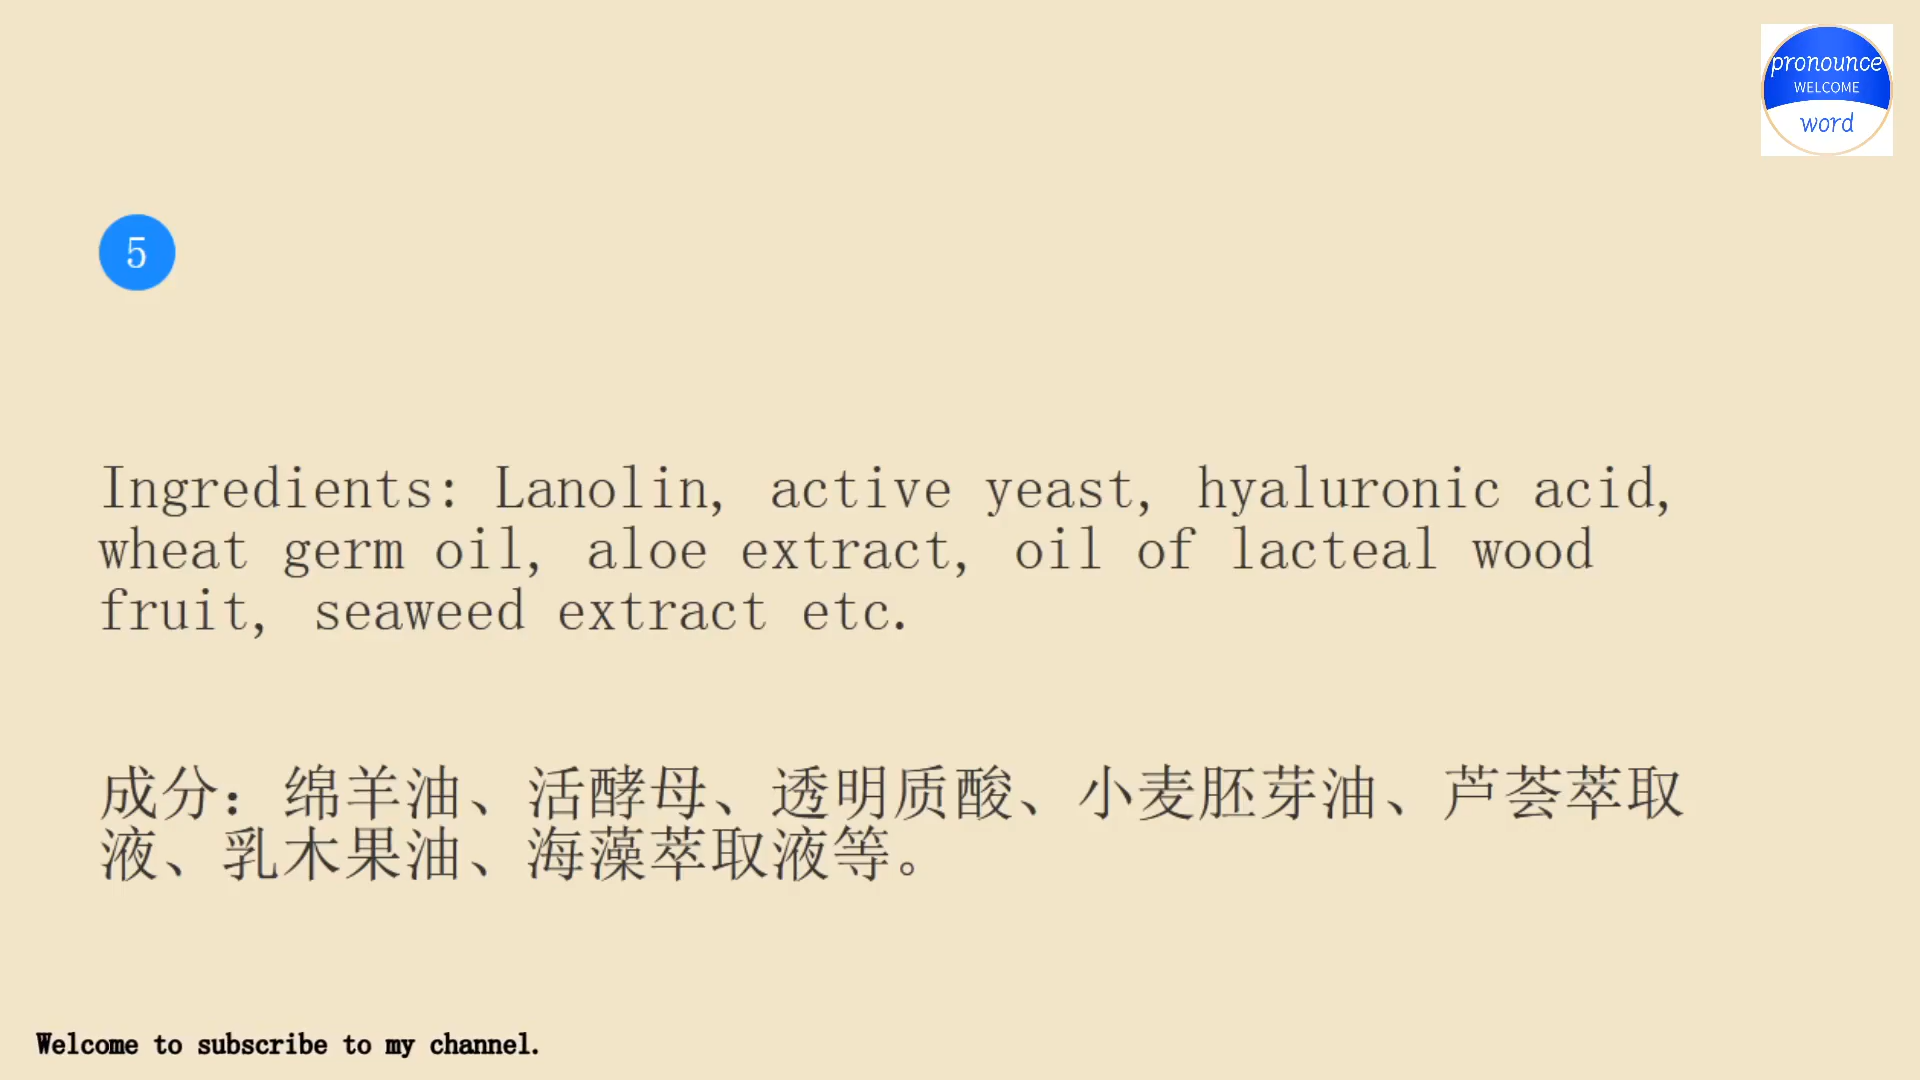 pronounce
WELCOME
word
5
Ingredients: Lanolin, active yeast, hyaluronic acid,
wheat germ oil, aloe extract, oil of lacteal wood
fruit, seaweed extract etc.
成分：绵羊油、活酵母、透明质酸、小麦胚芽油、芦荟萃取
液、乳木果油、海藻萃取液等。
Welcome to subscribe to my channel.